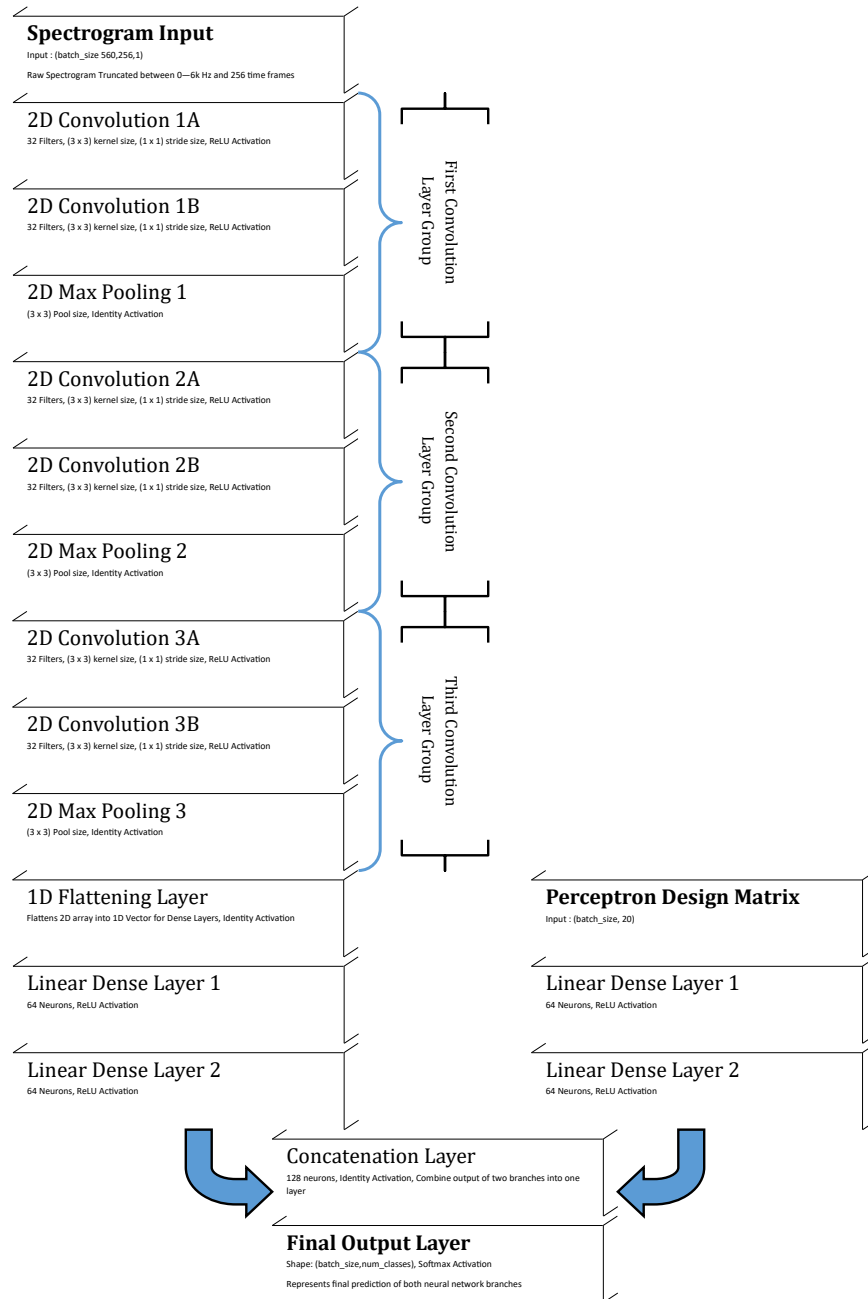 Spectrogram Input
Input : (batch_size 560,256,1)
Raw Spectrogram Truncated between 0—6k Hz and 256 time frames
2D Convolution 1A
32 Filters, (3 x 3) kernel size, (1 x 1) stride size, ReLU Activation
2D Convolution 1B
32 Filters, (3 x 3) kernel size, (1 x 1) stride size, ReLU Activation
2D Max Pooling 1
(3 x 3) Pool size, Identity Activation
First Convolution
Layer Group
2D Convolution 2A
32 Filters, (3 x 3) kernel size, (1 x 1) stride size, ReLU Activation
2D Convolution 2B
32 Filters, (3 x 3) kernel size, (1 x 1) stride size, ReLU Activation
2D Max Pooling 2
(3 x 3) Pool size, Identity Activation
Second Convolution
Layer Group
2D Convolution 3A
32 Filters, (3 x 3) kernel size, (1 x 1) stride size, ReLU Activation
2D Convolution 3B
32 Filters, (3 x 3) kernel size, (1 x 1) stride size, ReLU Activation
2D Max Pooling 3
(3 x 3) Pool size, Identity Activation
Third Convolution
Layer Group
1D Flattening Layer
Flattens 2D array into 1D Vector for Dense Layers, Identity Activation
Linear Dense Layer 1
64 Neurons, ReLU Activation
Linear Dense Layer 2
64 Neurons, ReLU Activation
Perceptron Design Matrix
Input : (batch_size, 20)
Linear Dense Layer 1
64 Neurons, ReLU Activation
Linear Dense Layer 2
64 Neurons, ReLU Activation
Concatenation Layer
128 neurons, Identity Activation, Combine output of two branches into one
layer
Final Output Layer
Shape: (batch_size,num_classes), Softmax Activation
Represents final prediction of both neural network branches